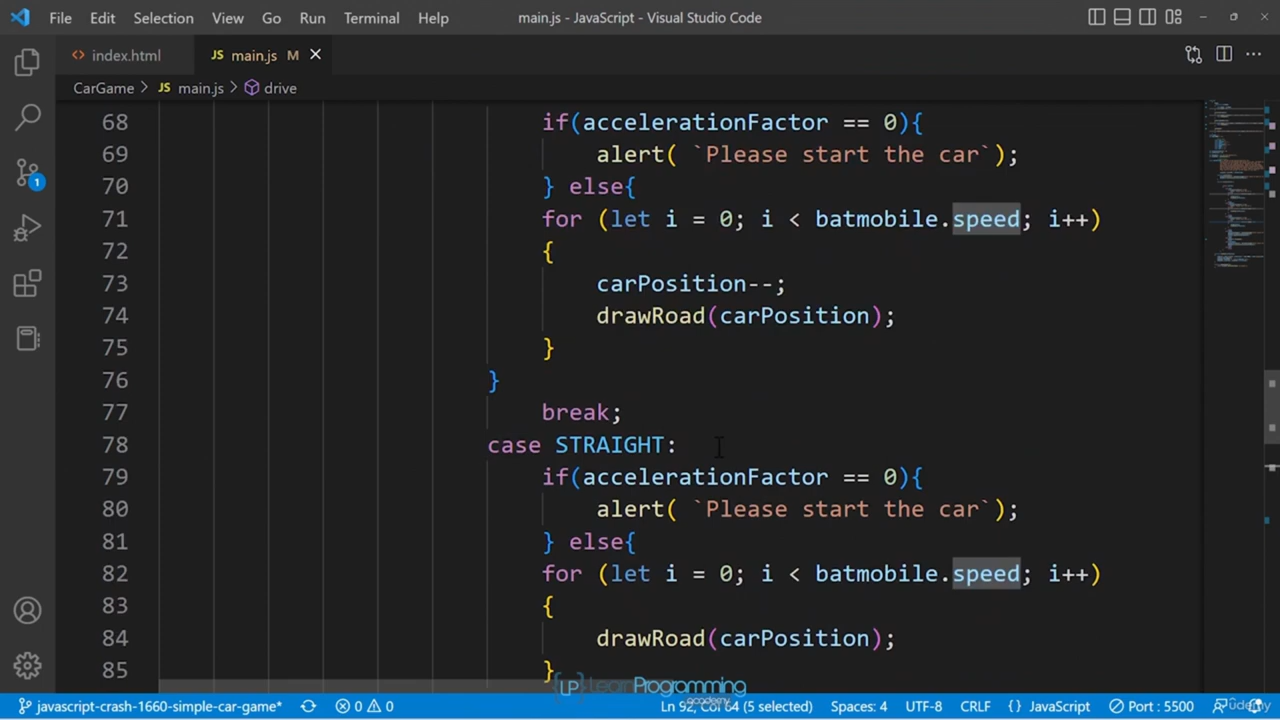 File Edit Selection View Go Run Terminal Help main.js - JavaScript - Visual Studio Code
index.html JS main.js M
CarGame > JS main.js > drive
68 if(accelerationFactor == 0){
69 alert( `Please start the car`);
70 } else{
71 for (let i = 0; i < batmobile.speed; i++)
72 {
73 carPosition--;
74 drawRoad(carPosition);
75 }
76 }
77 break;
78 case STRAIGHT:
79 if(accelerationFactor == 0){
80 alert( `Please start the car`);
81 } else{
82 for (let i = 0; i < batmobile.speed; i++)
83 {
84 drawRoad(carPosition);
85 }
{LP} LearnProgramming
academy
1
javascript-crash-1660-simple-car-game* 0 0 Ln 92, Col 64 (5 selected) Spaces: 4 UTF-8 CRLF {} JavaScript Port : 5500
udemy